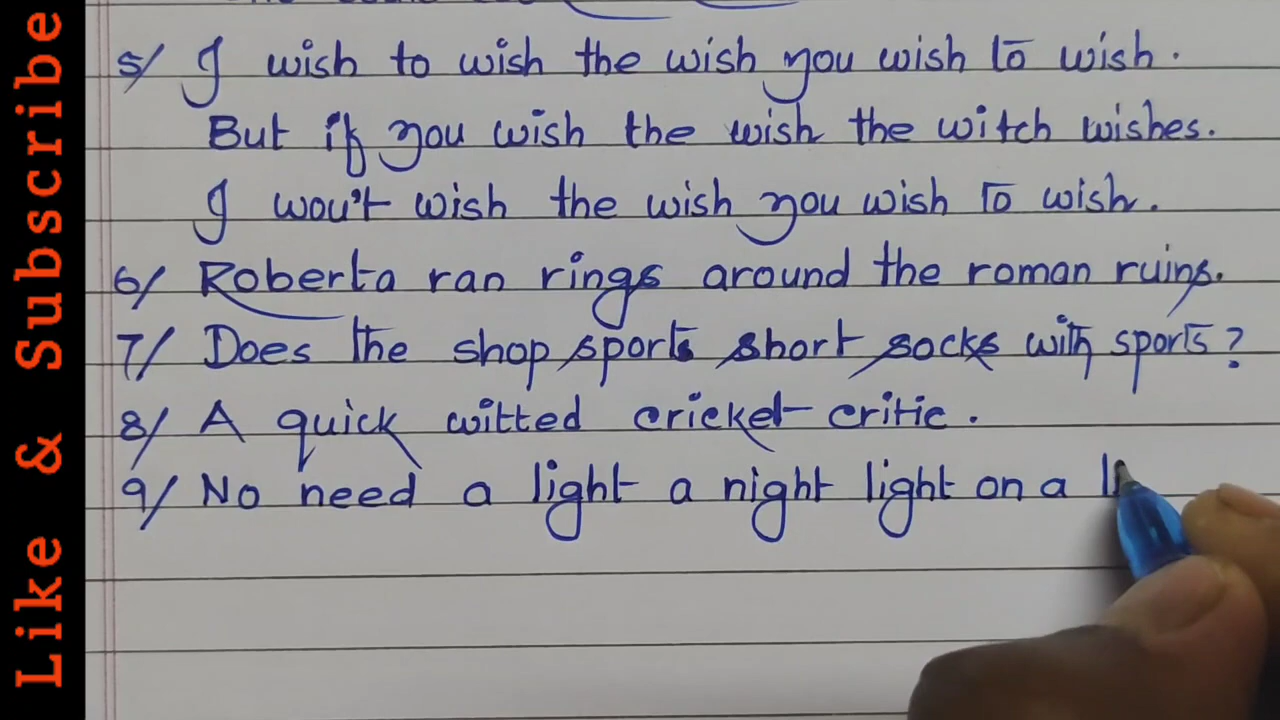 Like & Subscribe
5/ I wish to wish the wish you wish to wish.
But if you wish the wish the witch wishes.
I won't wish the wish you wish to wish.
6/ Roberta ran rings around the roman ruins.
7/ Does the shop sports short socks with sports?
8/ A quick witted cricket critic.
9/ No need a light a night light on a